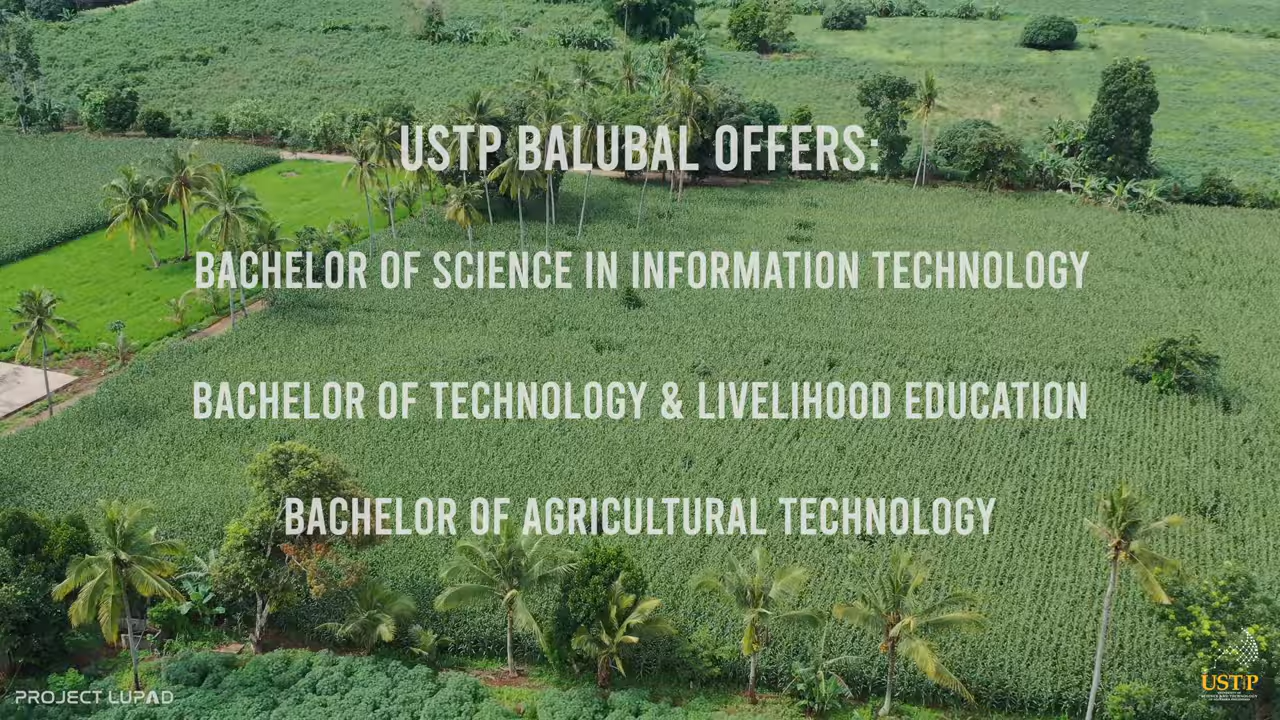 USTP BALUBAL OFFERS:
BACHELOR OF SCIENCE IN INFORMATION TECHNOLOGY
BACHELOR OF TECHNOLOGY & LIVELIHOOD EDUCATION
BACHELOR OF AGRICULTURAL TECHNOLOGY
PROJECT LUPAD
USTP